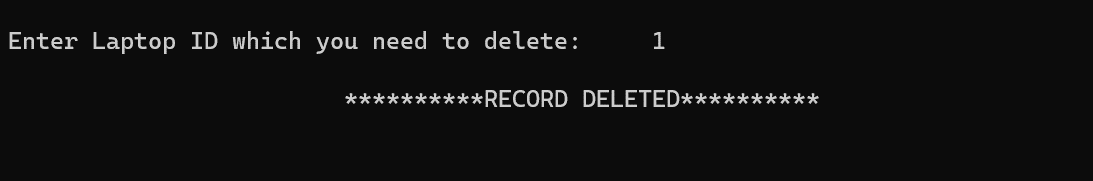 Enter Laptop ID which you need to delete:     1
**********RECORD DELETED**********